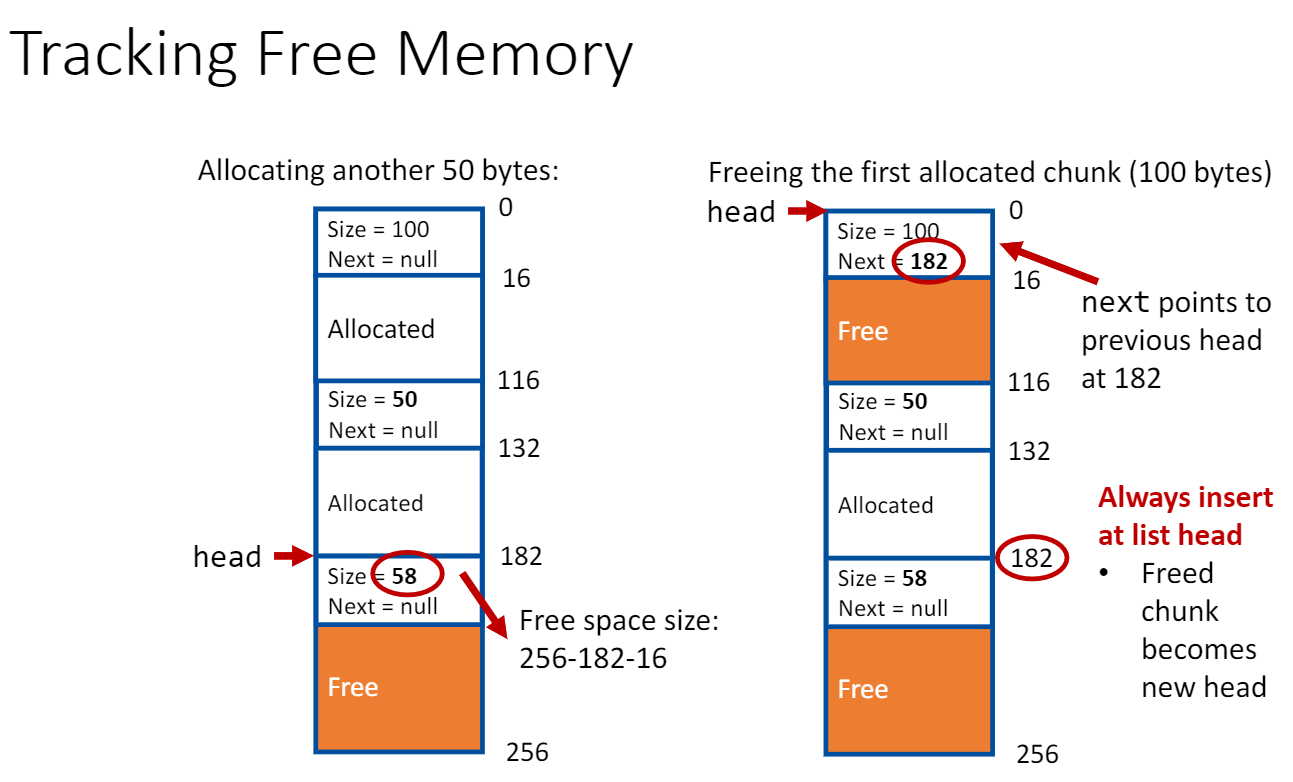 Tracking Free Memory
Allocating another 50 bytes:
0
Size = 100
Next = null
16
Allocated
116
Size = 50
Next = null
132
Allocated
head
182
Size = 58
Next = null
Free space size:
256-182-16
Free
256
Freeing the first allocated chunk (100 bytes)
head
0
Size = 100
Next = 182
16
next points to
previous head
at 182
Free
116
Size = 50
Next = null
132
Allocated
Always insert
at list head
182
• Freed
chunk
becomes
new head
Size = 58
Next = null
Free
256